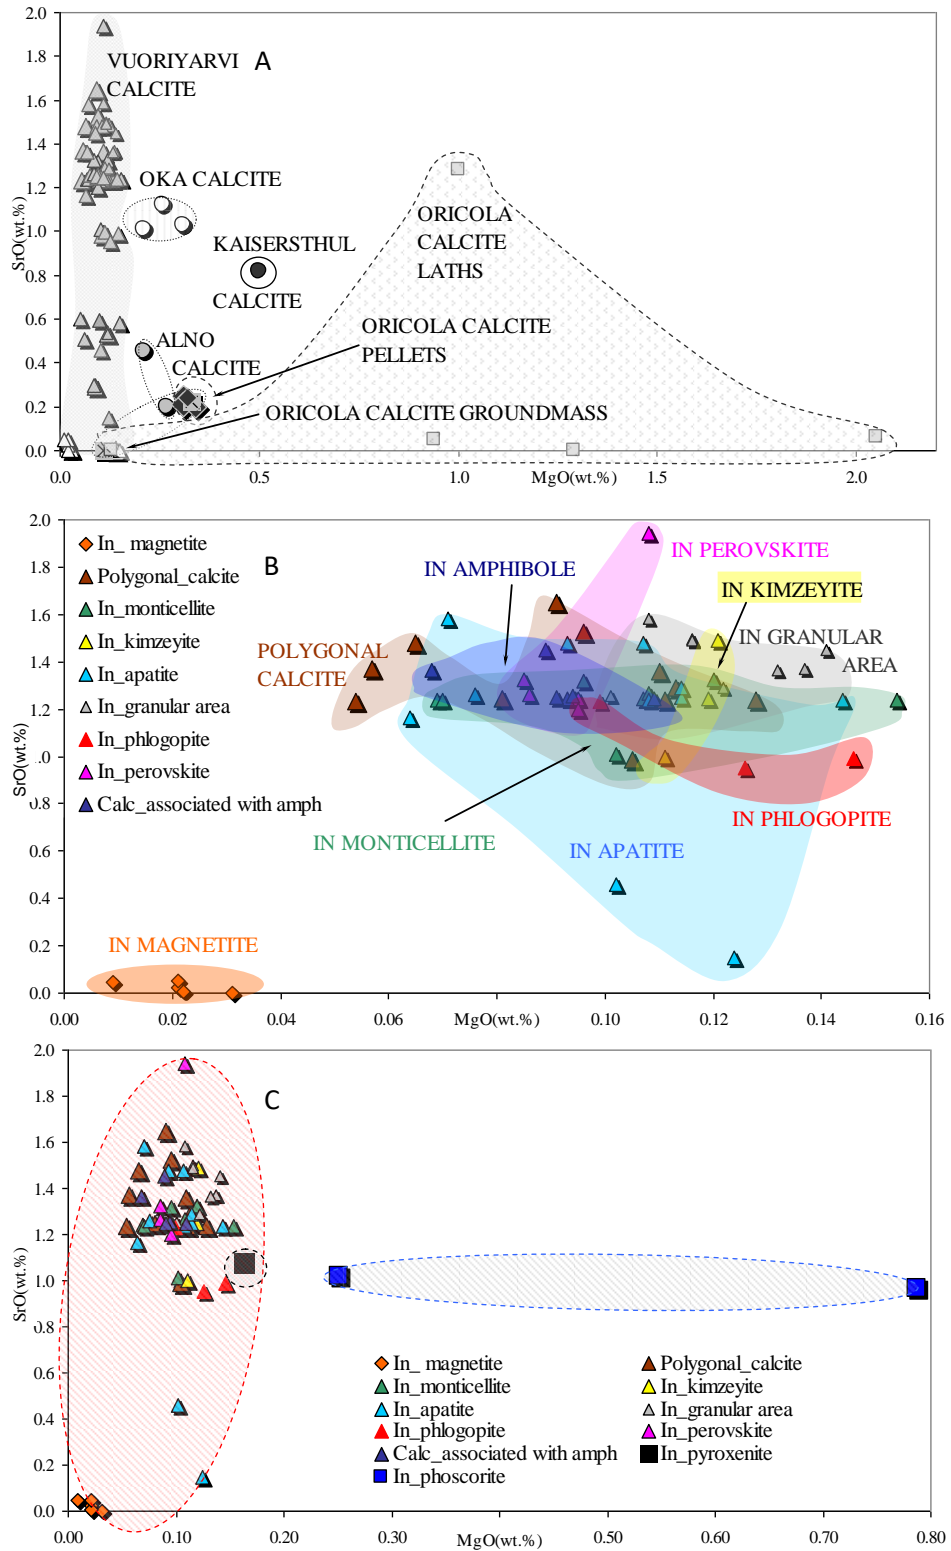 2.0
1.8
1.6
1.4
1.2
1.0
0.8
0.6
0.4
0.2
0.0
SrO(wt.%)
A
VUORIYARVI
CALCITE
OKA CALCITE
KAISERSTHUL
CALCITE
ORICOLA
CALCITE
LATHS
ALNO
CALCITE
ORICOLA CALCITE
PELLETS
ORICOLA CALCITE GROUNDMASS
0.0 0.5 1.0 1.5 2.0
MgO(wt.%)
2.0
1.8
1.6
1.4
1.2
.0
0.8
0.6
0.4
0.2
0.0
SrO(wt.%)
B
In_ magnetite
Polygonal_calcite
In_monticellite
In_kimzeyite
In_apatite
In_granular area
In_phlogopite
In_perovskite
Calc_associated with amph
IN PEROVSKITE
IN AMPHIBOLE
IN KIMZEYITE
IN GRANULAR
AREA
POLYGONAL
CALCITE
IN PHLOGOPITE
IN MONTICELLITE
IN APATITE
IN MAGNETITE
0.00 0.02 0.04 0.06 0.10 0.12 0.14 0.16
MgO(wt.%)
2.0
1.8
1.6
1.4
1.2
1.0
0.8
0.6
0.4
0.2
0.0
SrO(wt.%)
C
In_ magnetite Polygonal_calcite
In_monticellite In_kimzeyite
In_apatite In_granular area
In_phlogopite In_perovskite
Calc_associated with amph In_pyroxenite
In_phoscorite
0.00 0.10 0.20 0.30 0.50 0.60 0.70 0.80
MgO(wt.%)